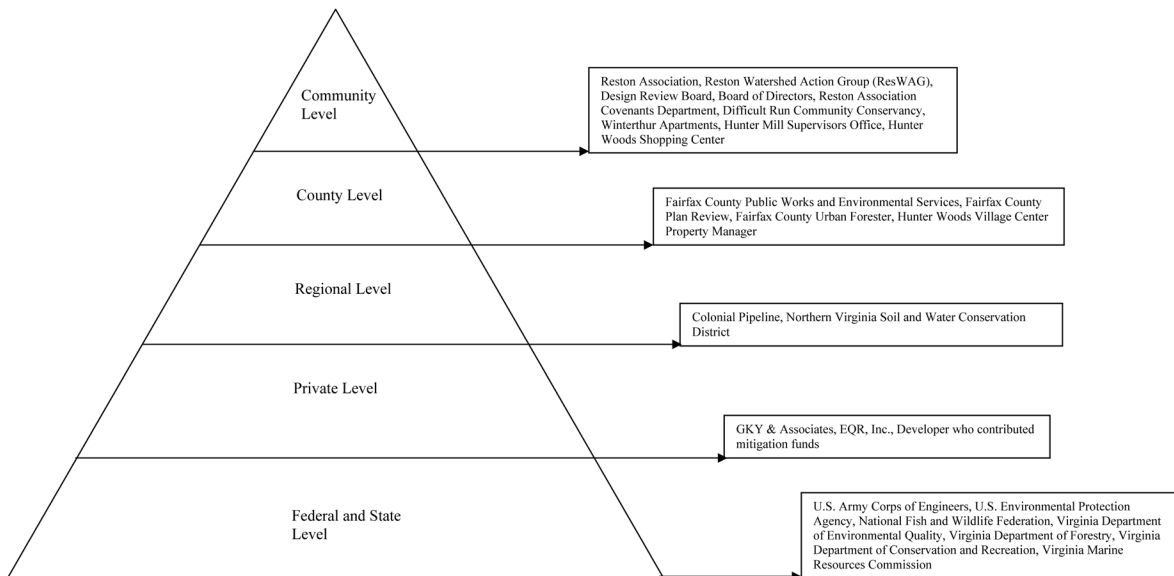 Community
Level
Reston Association, Reston Watershed Action Group (ResWAG),
Design Review Board, Board of Directors, Reston Association
Covenants Department, Difficult Run Community Conservancy,
Winterthur Apartments, Hunter Mill Supervisors Office, Hunter
Woods Shopping Center
County Level
Fairfax County Public Works and Environmental Services, Fairfax County
Plan Review, Fairfax County Urban Forester, Hunter Woods Village Center
Property Manager
Regional Level
Colonial Pipeline, Northern Virginia Soil and Water Conservation
District
Private Level
GKY & Associates, EQR, Inc., Developer who contributed
mitigation funds
Federal and State
Level
U.S. Army Corps of Engineers, U.S. Environmental Protection
Agency, National Fish and Wildlife Federation, Virginia Department
of Environmental Quality, Virginia Department of Forestry, Virginia
Department of Conservation and Recreation, Virginia Marine
Resources Commission